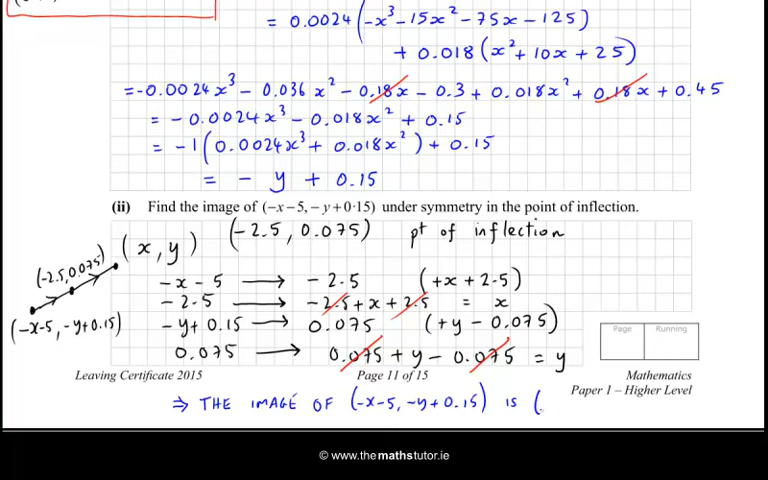 = 0.0024(-x³-15x²-75x-125)
+ 0.018(x²+10x+25)
= -0.0024x³ - 0.036x² - 0.18x - 0.3 + 0.018x² + 0.18x + 0.45
= -0.0024x³ - 0.018x² + 0.15
= -1(0.0024x³ + 0.018x²) + 0.15
= - y + 0.15
(ii) Find the image of (−x−5, −y+0·15) under symmetry in the point of inflection.
(x, y) (-2.5, 0.075) pt of inflection
(-2.5, 0.075)
-x - 5 → -2.5 (+x + 2.5)
-2.5 → -2.5 + x + 2.5 = x
(-x-5, -y+0.15) -y + 0.15 → 0.075 (+y - 0.075)
0.075 → 0.075 + y - 0.075 = y
Page Running
Leaving Certificate 2015 Page 11 of 15 Mathematics
Paper 1 – Higher Level
⇒ THE IMAGE OF (-x-5, -y+0.15) IS (
© www.themathstutor.ie